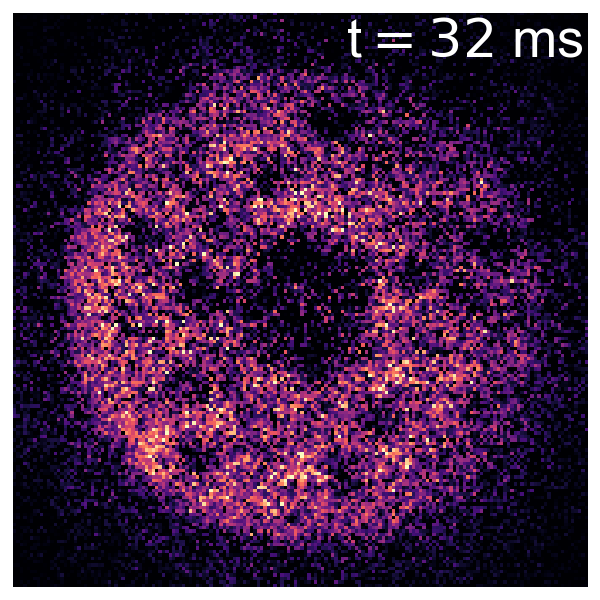 t = 32 ms